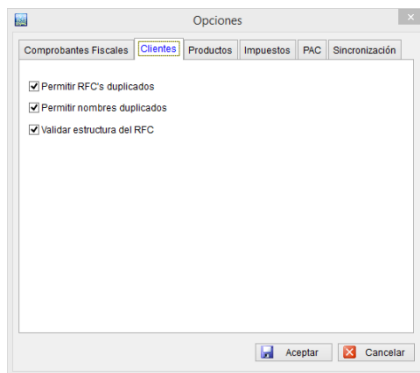 Opciones
x
Comprobantes Fiscales Clientes Productos Impuestos PAC Sincronización
Permitir RFC's duplicados
Permitir nombres duplicados
Validar estructura del RFC
Aceptar Cancelar